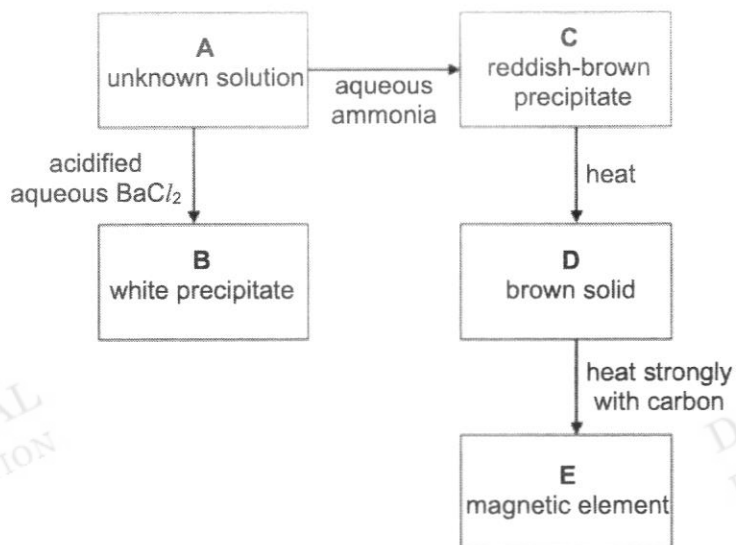 A
unknown solution
aqueous
ammonia
C
reddish-brown
precipitate
acidified
aqueous BaCl₂
heat
B
white precipitate
D
brown solid
heat strongly
with carbon
E
magnetic element